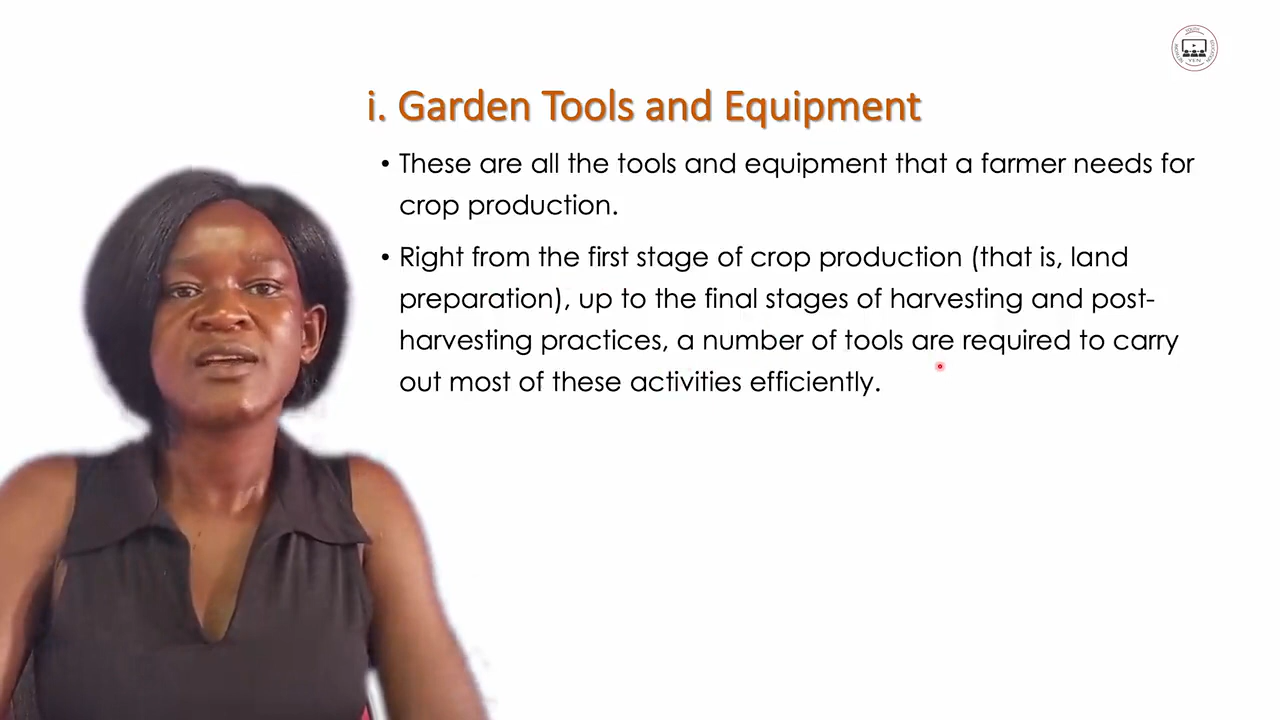 i. Garden Tools and Equipment
• These are all the tools and equipment that a farmer needs for
crop production.
• Right from the first stage of crop production (that is, land
preparation), up to the final stages of harvesting and post-
harvesting practices, a number of tools are required to carry
out most of these activities efficiently.